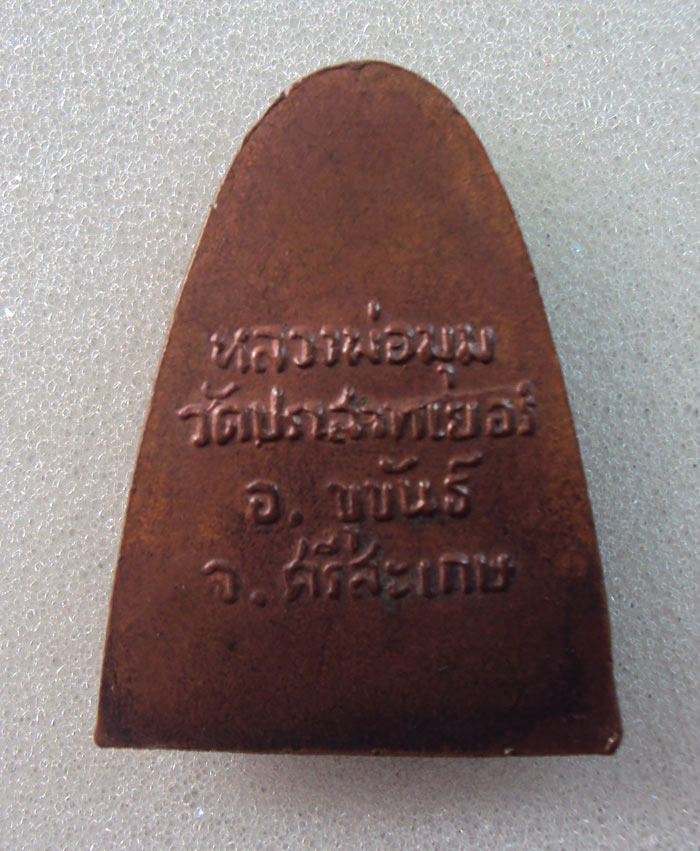 หลวงพ่อมุม
วัดปราสาทเยอร์
อ. ขุขันธ์
จ. ศรีสะเกษ